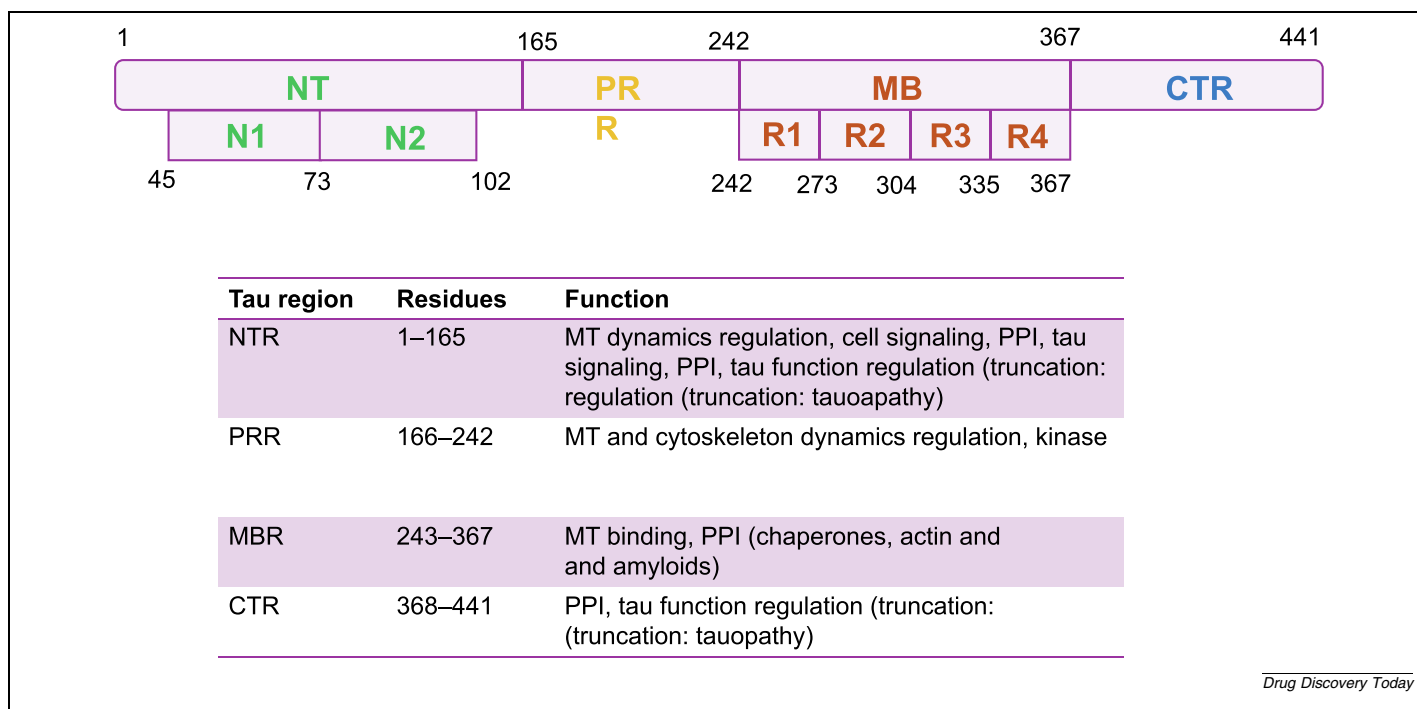 1 165 242 367 441
NT PR MB CTR
R
N1 N2 R1 R2 R3 R4
45 73 102 242 273 304 335 367
Tau region Residues Function
NTR 1–165 MT dynamics regulation, cell signaling, PPI, tau
signaling, PPI, tau function regulation (truncation:
regulation (truncation: tauoapathy)
PRR 166–242 MT and cytoskeleton dynamics regulation, kinase
MBR 243–367 MT binding, PPI (chaperones, actin and
and amyloids)
CTR 368–441 PPI, tau function regulation (truncation:
(truncation: tauopathy)
Drug Discovery Today